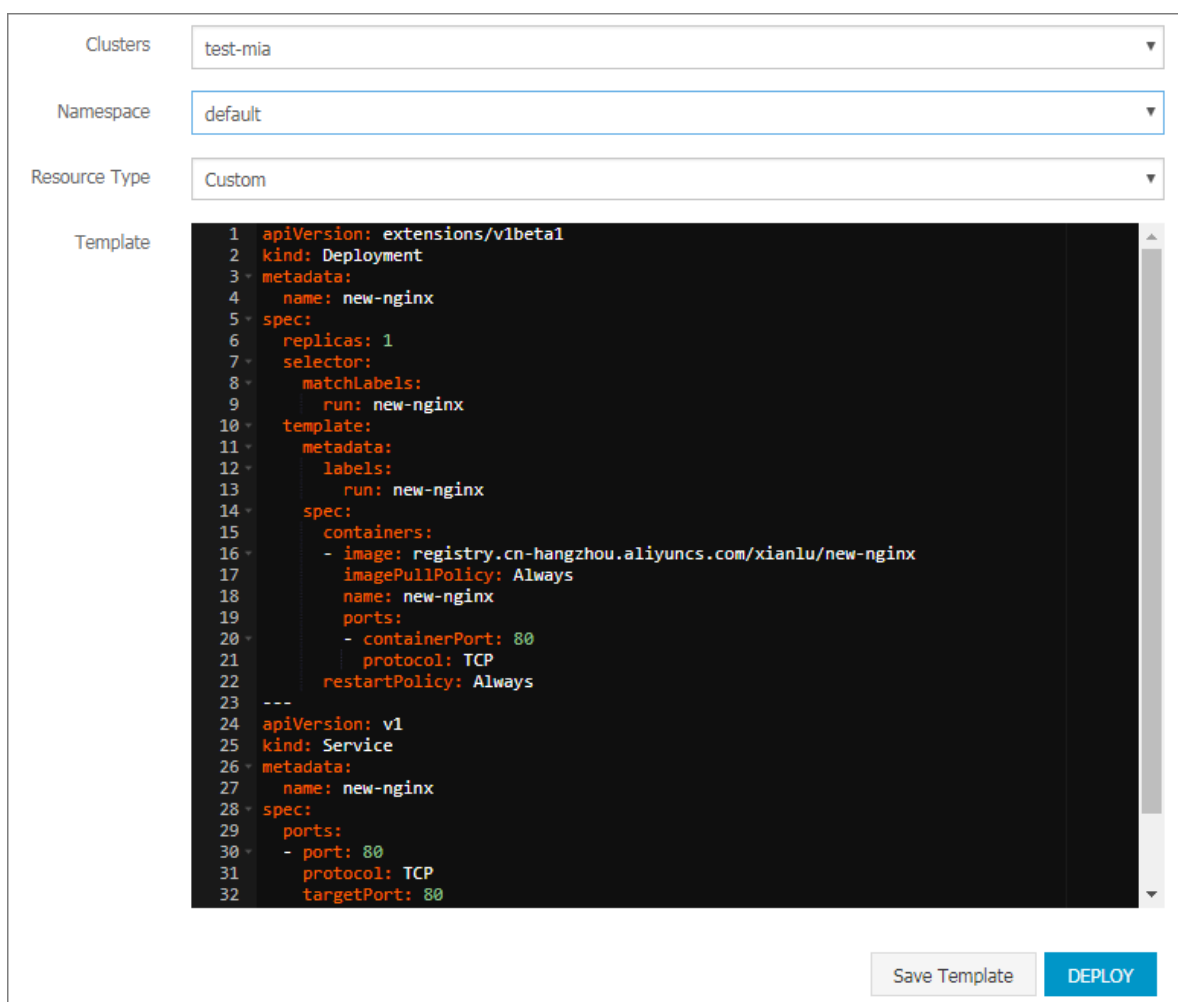 Clusters test-mia
Namespace default
Resource Type Custom
Template
1 apiVersion: extensions/v1beta1
2 kind: Deployment
3 metadata:
4   name: new-nginx
5 spec:
6   replicas: 1
7   selector:
8     matchLabels:
9       run: new-nginx
10   template:
11     metadata:
12       labels:
13         run: new-nginx
14     spec:
15       containers:
16       - image: registry.cn-hangzhou.aliyuncs.com/xianlu/new-nginx
17         imagePullPolicy: Always
18         name: new-nginx
19         ports:
20         - containerPort: 80
21           protocol: TCP
22       restartPolicy: Always
23 ---
24 apiVersion: v1
25 kind: Service
26 metadata:
27   name: new-nginx
28 spec:
29   ports:
30   - port: 80
31     protocol: TCP
32     targetPort: 80
Save Template DEPLOY